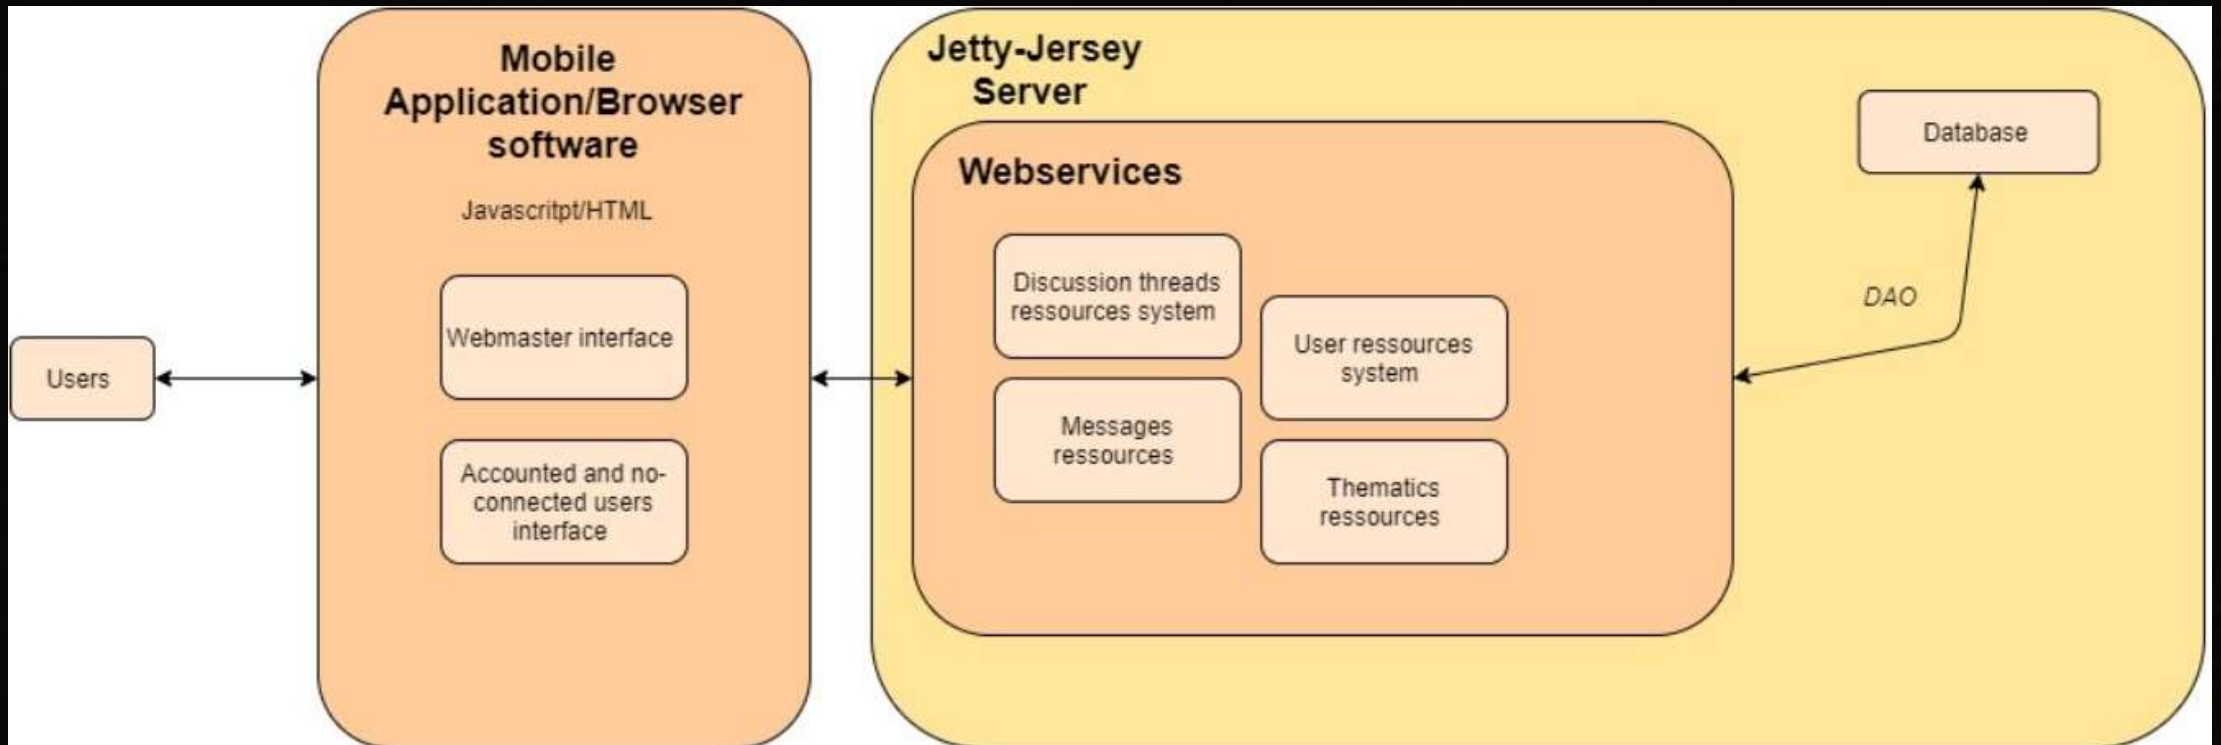 Mobile
Application/Browser
software
Javascritpt/HTML
Webmaster interface
Accounted and no-
connected users
interface
Users
Jetty-Jersey
Server
Webservices
Discussion threads
ressources system
User ressources
system
Messages
ressources
Thematics
ressources
Database
DAO